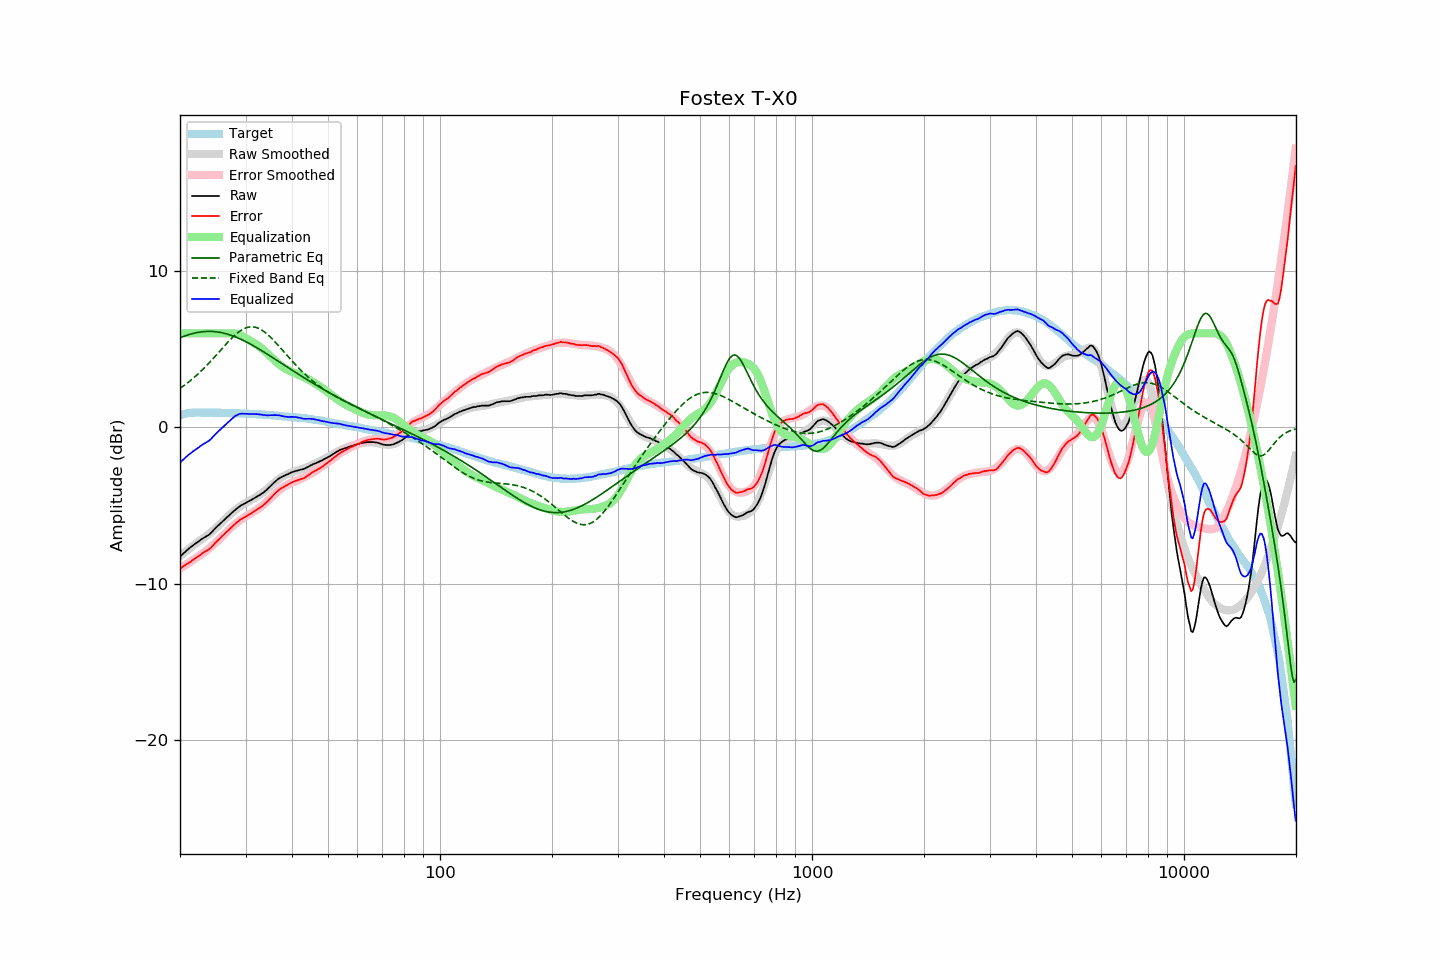 Fostex T-X0
Target
Raw Smoothed
Error Smoothed
Raw
Error
Equalization
Parametric Eq
Fixed Band Eq
Equalized
10
0
−10
−20
Amplitude (dBr)
100
1000
10000
Frequency (Hz)